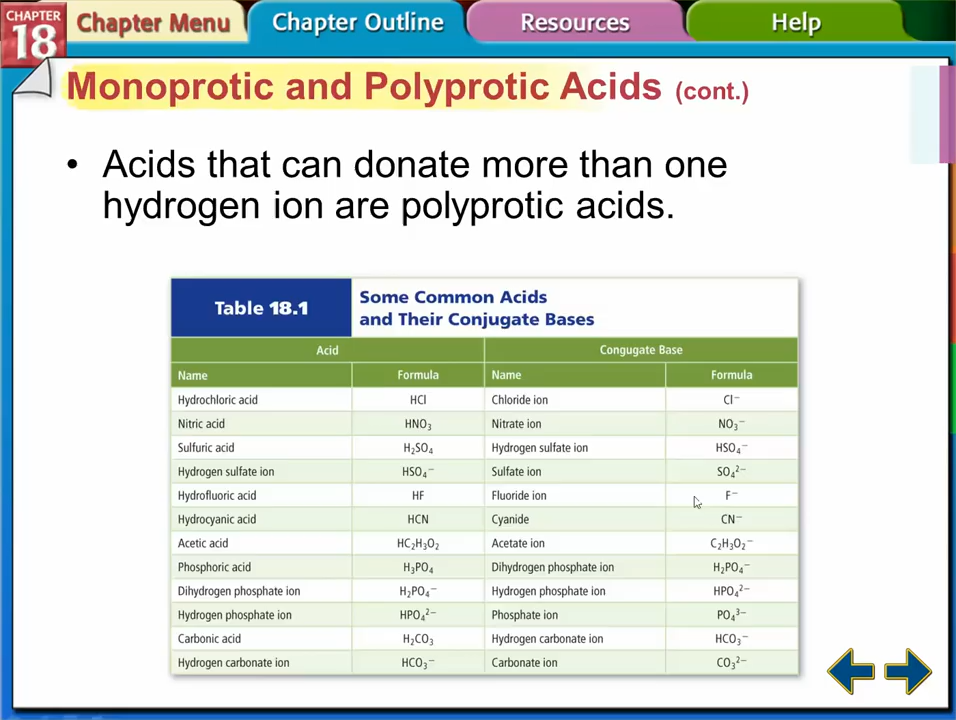 CHAPTER
18
Chapter Menu
Chapter Outline
Resources
Help
Monoprotic and Polyprotic Acids (cont.)
• Acids that can donate more than one
hydrogen ion are polyprotic acids.
Table 18.1
Some Common Acids
and Their Conjugate Bases
Acid Congugate Base
Name Formula Name Formula
Hydrochloric acid HCl Chloride ion Cl⁻
Nitric acid HNO₃ Nitrate ion NO₃⁻
Sulfuric acid H₂SO₄ Hydrogen sulfate ion HSO₄⁻
Hydrogen sulfate ion HSO₄⁻ Sulfate ion SO₄²⁻
Hydrofluoric acid HF Fluoride ion F⁻
Hydrocyanic acid HCN Cyanide CN⁻
Acetic acid HC₂H₃O₂ Acetate ion C₂H₃O₂⁻
Phosphoric acid H₃PO₄ Dihydrogen phosphate ion H₂PO₄⁻
Dihydrogen phosphate ion H₂PO₄⁻ Hydrogen phosphate ion HPO₄²⁻
Hydrogen phosphate ion HPO₄²⁻ Phosphate ion PO₄³⁻
Carbonic acid H₂CO₃ Hydrogen carbonate ion HCO₃⁻
Hydrogen carbonate ion HCO₃⁻ Carbonate ion CO₃²⁻